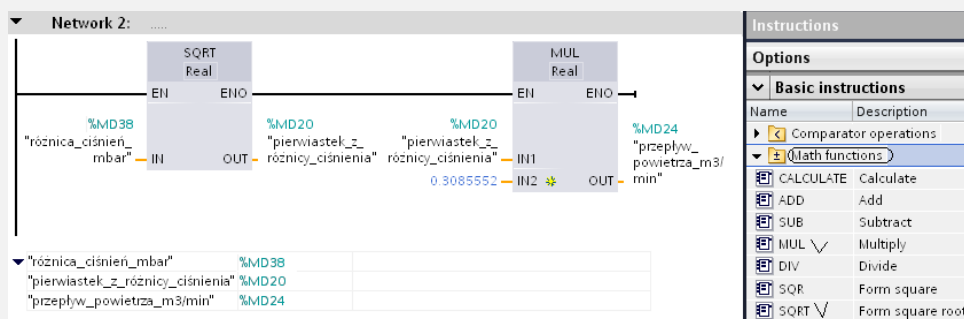 Network 2: .....
SQRT
Real
EN ENO
%MD38
"różnica_ciśnień_
mbar"
IN
OUT
%MD20
"pierwiastek_z_
różnicy_ciśnienia"
MUL
Real
EN ENO
%MD20
"pierwiastek_z_
różnicy_ciśnienia"
IN1
0.3085552
IN2
OUT
%MD24
"przepływ_
powietrza_m3/
min"
"różnica_ciśnień_mbar" %MD38
"pierwiastek_z_różnicy_ciśnienia" %MD20
"przepływ_powietrza_m3/min" %MD24
Instructions
Options
Basic instructions
Name Description
Comparator operations
Math functions
CALCULATE Calculate
ADD Add
SUB Subtract
MUL Multiply
DIV Divide
SQR Form square
SQRT Form square root